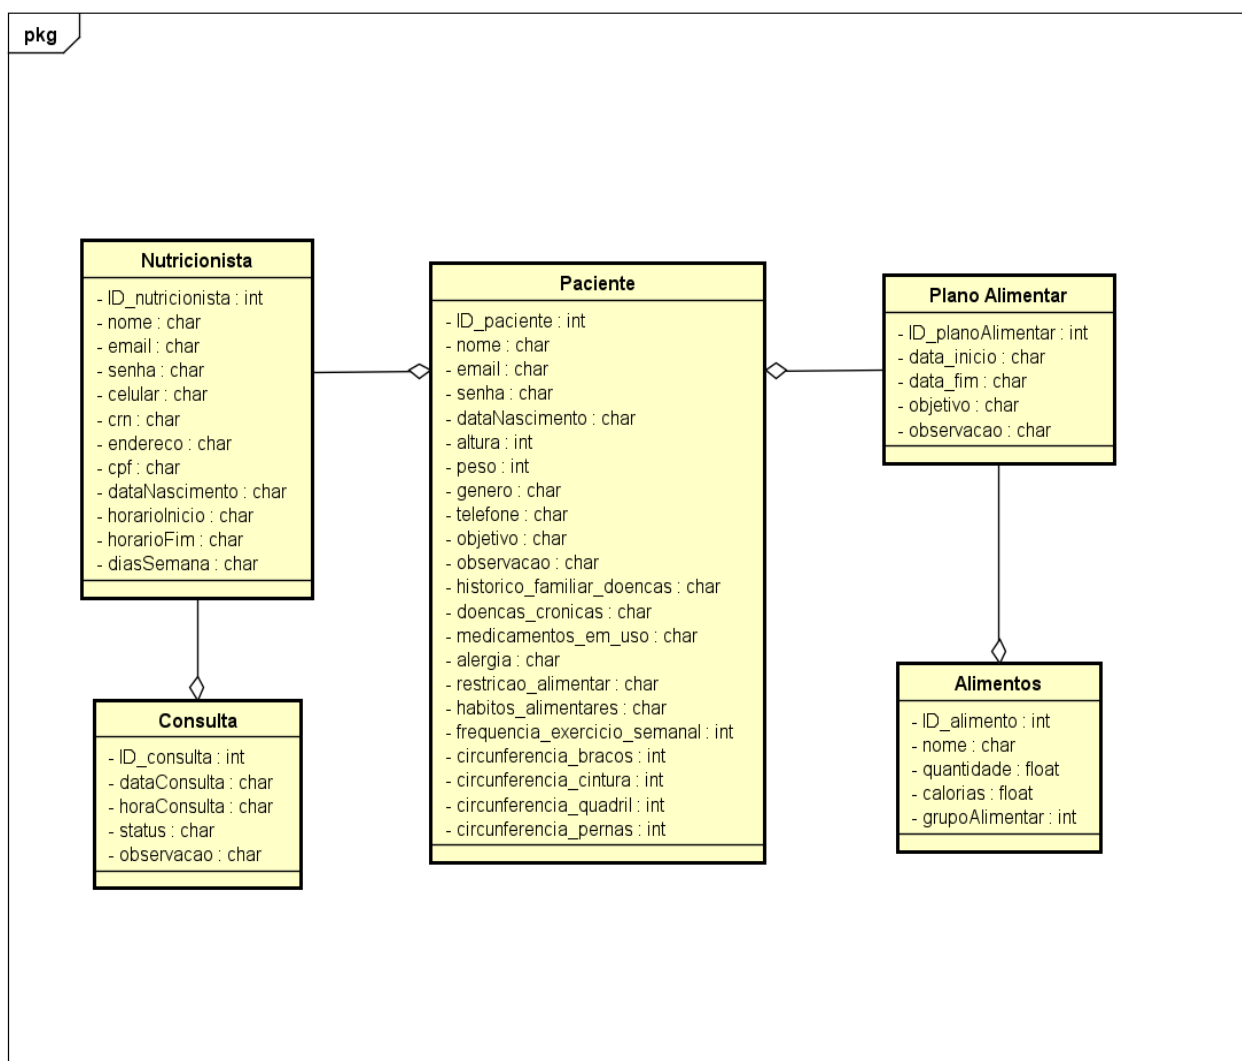 pkg
Nutricionista
- ID_nutricionista : int
- nome : char
- email : char
- senha : char
- celular : char
- crn : char
- endereco : char
- cpf : char
- dataNascimento : char
- horarioInicio : char
- horarioFim : char
- diasSemana : char
Paciente
- ID_paciente : int
- nome : char
- email : char
- senha : char
- dataNascimento : char
- altura : int
- peso : int
- genero : char
- telefone : char
- objetivo : char
- observacao : char
- historico_familiar_doencas : char
- doencas_cronicas : char
- medicamentos_em_uso : char
- alergia : char
- restricao_alimentar : char
- habitos_alimentares : char
- frequencia_exercicio_semanal : int
- circunferencia_bracos : int
- circunferencia_cintura : int
- circunferencia_quadril : int
- circunferencia_pernas : int
Plano Alimentar
- ID_planoAlimentar : int
- data_inicio : char
- data_fim : char
- objetivo : char
- observacao : char
Consulta
- ID_consulta : int
- dataConsulta : char
- horaConsulta : char
- status : char
- observacao : char
Alimentos
- ID_alimento : int
- nome : char
- quantidade : float
- calorias : float
- grupoAlimentar : int